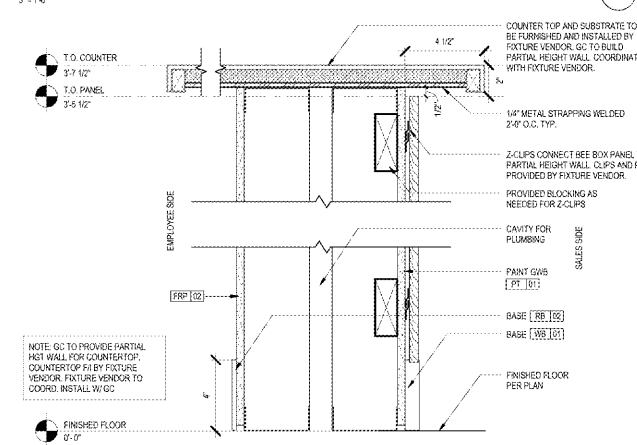 COUNTER TOP AND SUBSTRATE TO
BE FURNISHED AND INSTALLED BY
FIXTURE VENDOR. GC TO BUILD
PARTIAL HEIGHT WALL. COORDINAT
WITH FIXTURE VENDOR.
4 1/2"
T.O. COUNTER
3'-7 1/2"
2"
T.O. PANEL
3'-5 1/2"
1/2"
1/4" METAL STRAPPING WELDED
2'-0" O.C. TYP.
Z-CLIPS CONNECT BEE BOX PANEL
PARTIAL HEIGHT WALL. CLIPS AND
PROVIDED BY FIXTURE VENDOR.
PROVIDED BLOCKING AS
NEEDED FOR Z-CLIPS
EMPLOYEE SIDE
CAVITY FOR
PLUMBING
SALES SIDE
PAINT GWB
PT 01
FRP 02
BASE RB 02
BASE WB 01
NOTE: GC TO PROVIDE PARTIAL
HGT WALL FOR COUNTERTOP.
COUNTERTOP F/I BY FIXTURE
VENDOR. FIXTURE VENDOR TO
COORD. INSTALL W/ GC
6"
FINISHED FLOOR
PER PLAN
FINISHED FLOOR
0'-0"